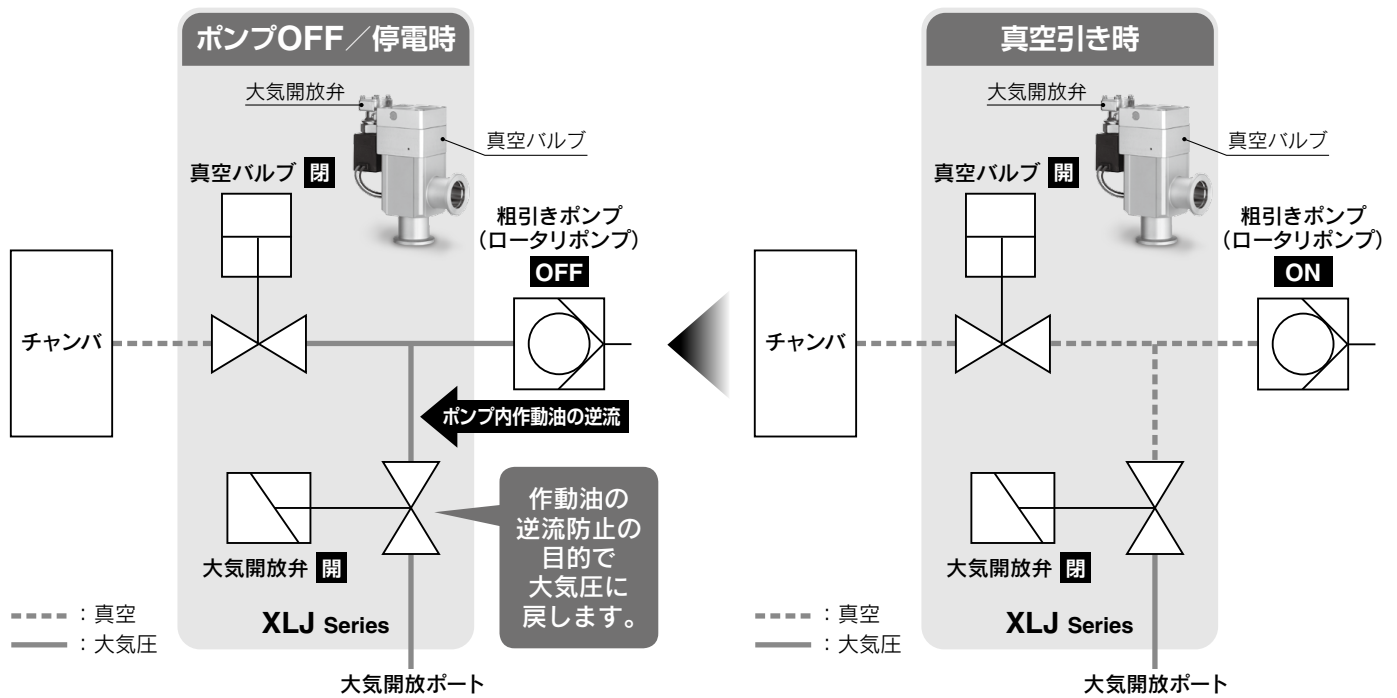 ポンプOFF／停電時
大気開放弁
真空バルブ
真空バルブ 閉
粗引きポンプ
（ロータリポンプ）
OFF
チャンバ
ポンプ内作動油の逆流
作動油の
逆流防止の
目的で
大気圧に
戻します。
大気開放弁 開
：真空
：大気圧
XLJ Series
大気開放ポート
真空引き時
大気開放弁
真空バルブ
真空バルブ 開
粗引きポンプ
（ロータリポンプ）
ON
チャンバ
大気開放弁 閉
：真空
：大気圧
XLJ Series
大気開放ポート